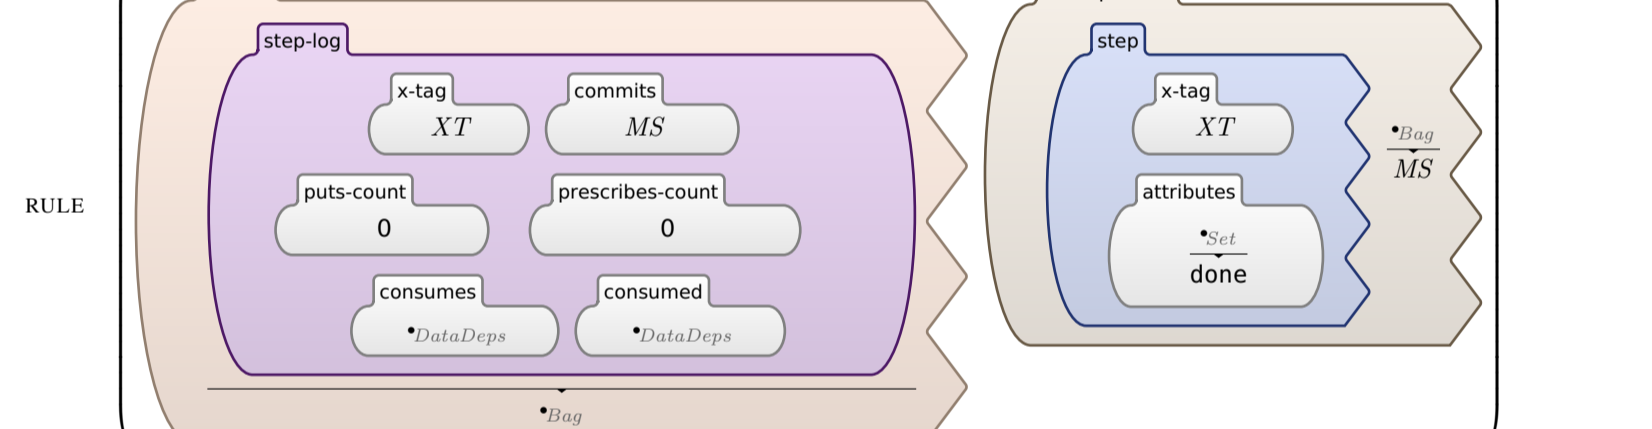 step-log
step
x-tag
commits
XT
MS
x-tag
XT
•Bag
MS
RULE
puts-count
0
prescribes-count
0
attributes
•Set
done
consumes
•DataDeps
consumed
•DataDeps
•Bag